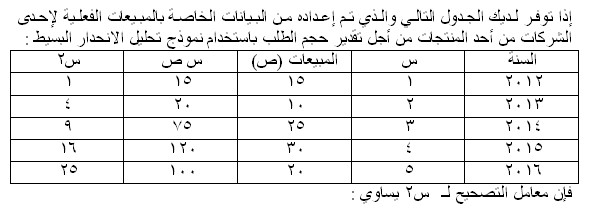 إذا توفر لديك الجدول التالي والذي تم إعداده من البيانات الخاصة بالمبيعات الفعلية لإحدى
الشركات من أحد المنتجات من أجل تقدير حجم الطلب باستخدام نموذج تحليل الانحدار البسيط :
السنة س المبيعات (ص) س ص س٢
٢٠١٢ ١ ١٥ ١٥ ١
٢٠١٣ ٢ ١٠ ٢٠ ٤
٢٠١٤ ٣ ٢٥ ٧٥ ٩
٢٠١٥ ٤ ٣٠ ١٢٠ ١٦
٢٠١٦ ٥ ٢٠ ١٠٠ ٢٥
فإن معامل التصحيح لـ س٢ يساوي :